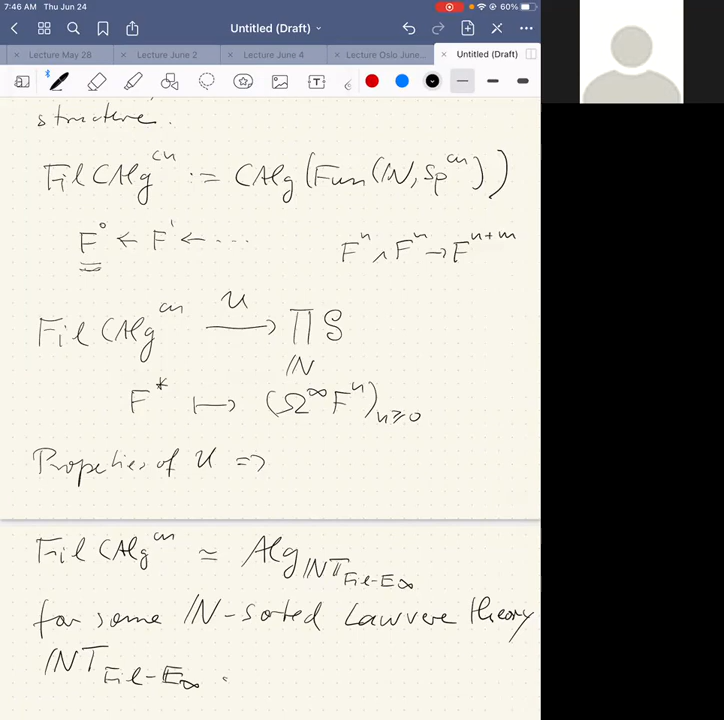 7:46 AM Thu Jun 24
60%
Untitled (Draft)
Lecture May 28
Lecture June 2
Lecture June 4
Lecture Oslo June...
Untitled (Draft)
structure.
Fil CAlg^cn := CAlg(Fun(ℕ, Sp^cn))
F^0 ← F^1 ← ...
F^n ∧ F^n → F^{n+m}
Fil CAlg^cn —U→ ∏_ℕ S
F^* ↦ (Ω^∞ F^n)_{n≥0}
Properties of U ⇒
Fil CAlg^cn ≃ Alg_{ℕT_{Fil-E∞}}
for some ℕ-sorted Lawvere theory
ℕT_{Fil-E∞}.